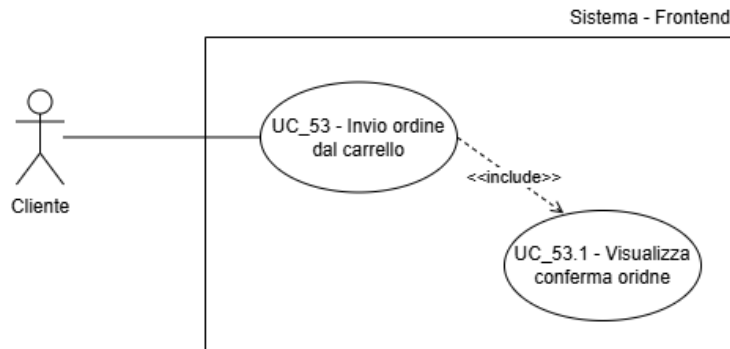 Sistema - Frontend
UC_53 - Invio ordine
dal carrello
<<include>>
Cliente
UC_53.1 - Visualizza
conferma oridne